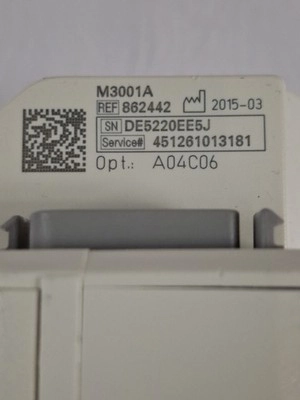 M3001A
REF 862442 2015-03
SN DE5220EE5J
Service# 451261013181
Opt.: A04C06